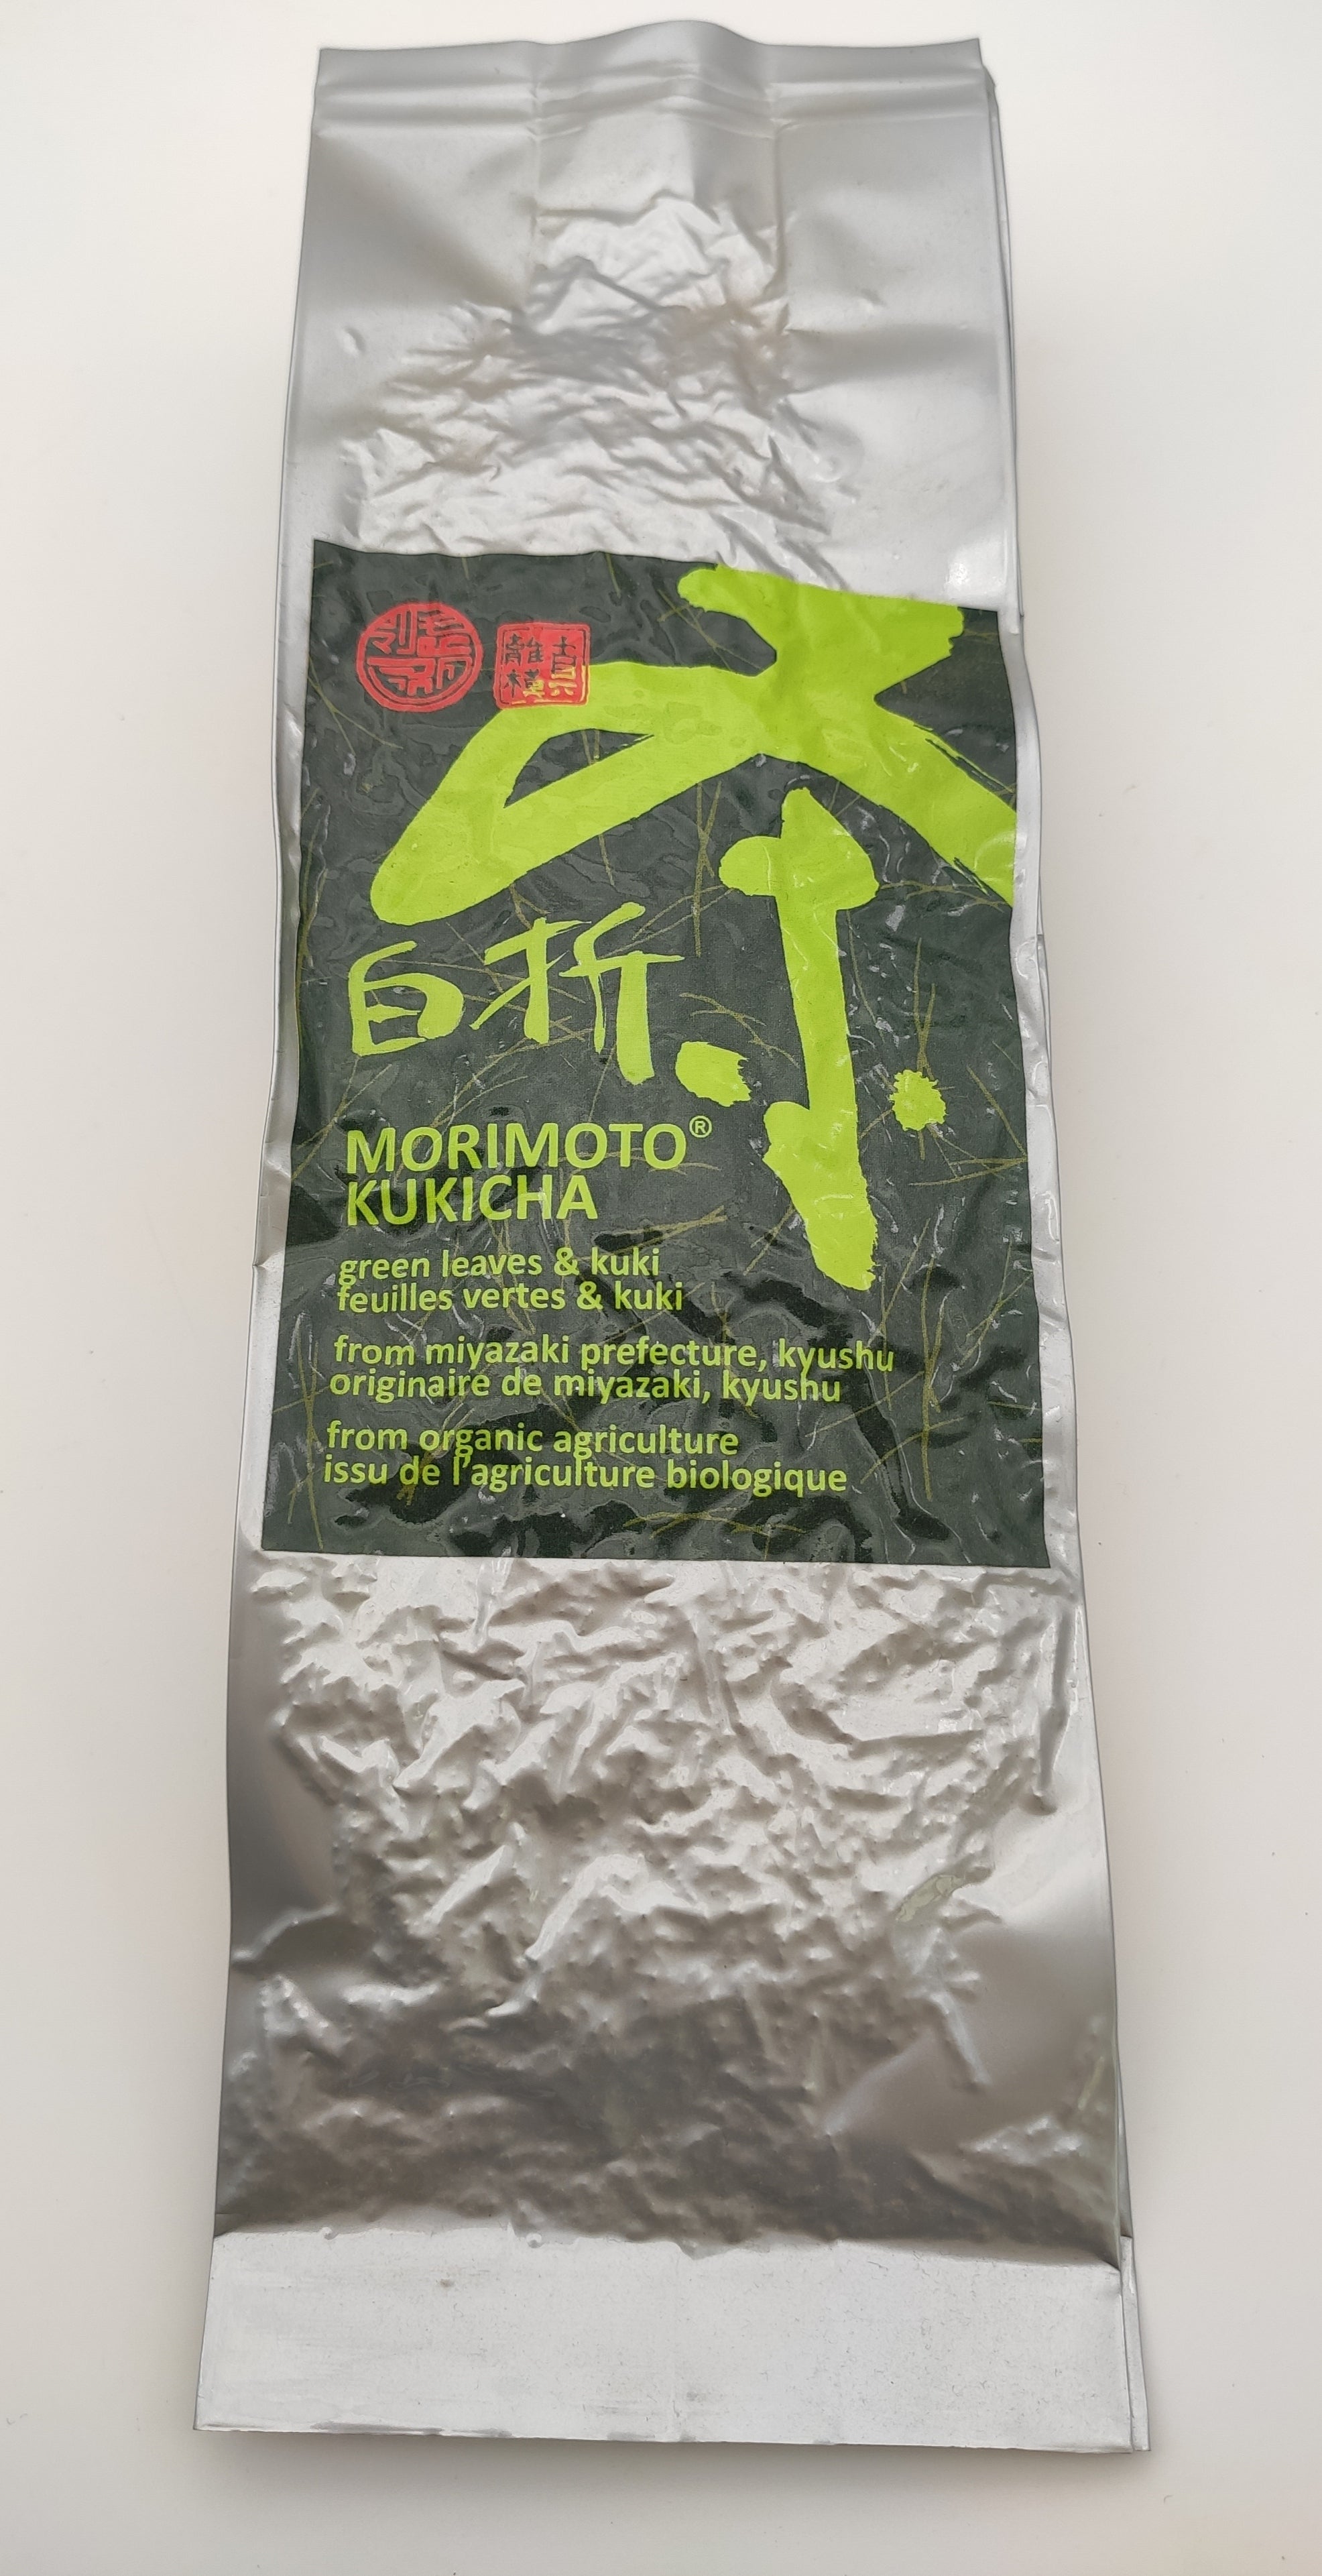 茶
白折
MORIMOTO®
KUKICHA
green leaves & kuki
feuilles vertes & kuki
from miyazaki prefecture, kyushu
originaire de miyazaki, kyushu
from organic agriculture
issu de l'agriculture biologique